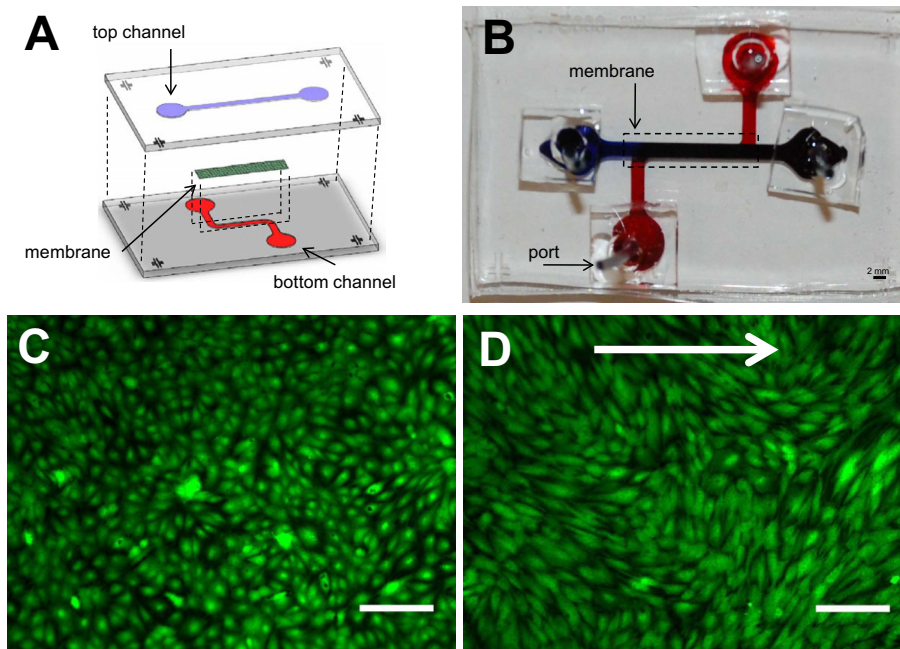 A
top channel
membrane
bottom channel
B
membrane
port
2 mm
C
D